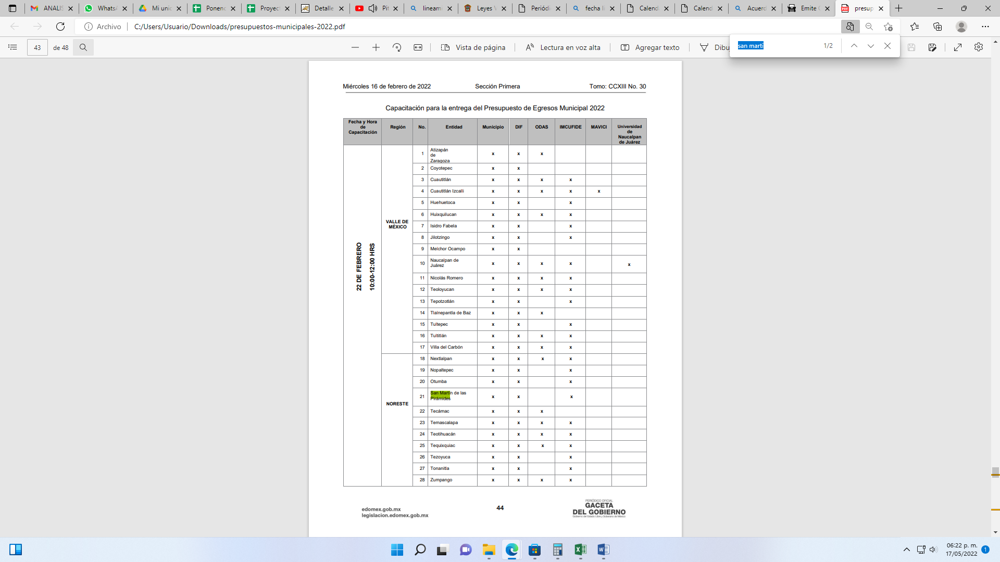 ANALIS
WhatsA
Mi unic
Ponenc
Proyect
Detalle
Pit
lineami
Leyes V
Periódi
fecha lí
Calenda
Calend
Acuerd
Emite
presup
Archivo C:/Users/Usuario/Downloads/presupuestos-municipales-2022.pdf
43 de 48
Vista de página
Lectura en voz alta
Agregar texto
Dibu
san marti 1/2
Miércoles 16 de febrero de 2022 Sección Primera Tomo: CCXIII No. 30
Capacitación para la entrega del Presupuesto de Egresos Municipal 2022
Fecha y Hora de Capacitación Región No. Entidad Municipio DIF ODAS IMCUFIDE MAVICI Universidad de Naucalpan de Juárez
22 DE FEBRERO
10:00-12:00 HRS
VALLE DE MÉXICO
1 Atizapán de Zaragoza x x x
2 Coyotepec x x
3 Cuautitlán x x x x
4 Cuautitlán Izcalli x x x x x
5 Huehuetoca x x x
6 Huixquilucan x x x x
7 Isidro Fabela x x x
8 Jilotzingo x x x
9 Melchor Ocampo x x
10 Naucalpan de Juárez x x x x x
11 Nicolás Romero x x x x
12 Teoloyucan x x x x
13 Tepotzotlán x x x
14 Tlalnepantla de Baz x x x
15 Tultepec x x x
16 Tultitlán x x x x
17 Villa del Carbón x x x x
NORESTE
18 Nextlalpan x x x x
19 Nopaltepec x x x
20 Otumba x x x
21 San Martín de las Pirámides x x x
22 Tecámac x x x
23 Temascalapa x x x x
24 Teotihuacán x x x x
25 Tequixquiac x x x x
26 Tezoyuca x x x
27 Tonanitla x x x
28 Zumpango x x x x
edomex.gob.mx
legislacion.edomex.gob.mx
44
PERIÓDICO OFICIAL
GACETA
DEL GOBIERNO
Gobierno del Estado Libre y Soberano de México
06:22 p. m.
17/05/2022
1